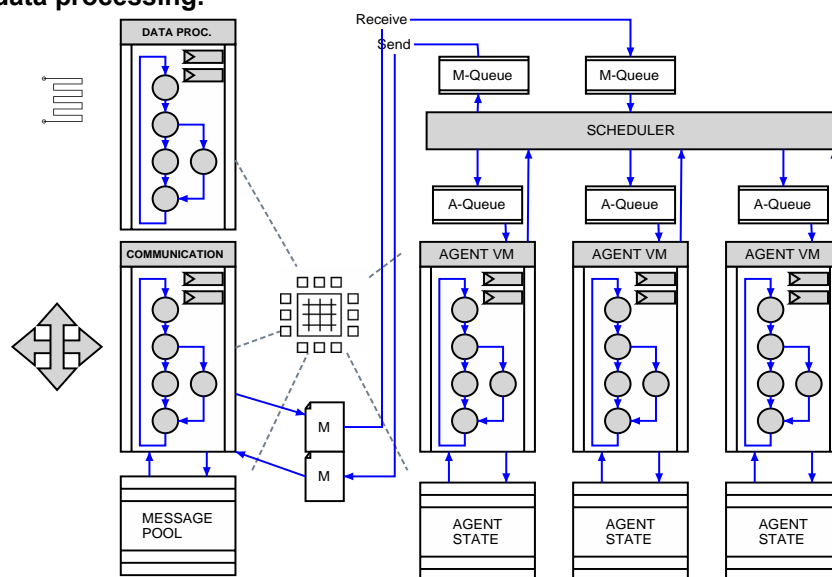 data processing.
Receive
DATA PROC.
Send
M-Queue
M-Queue
SCHEDULER
A-Queue
A-Queue
A-Queue
COMMUNICATION
AGENT VM
AGENT VM
AGENT VM
M
M
MESSAGE
POOL
AGENT
STATE
AGENT
STATE
AGENT
STATE